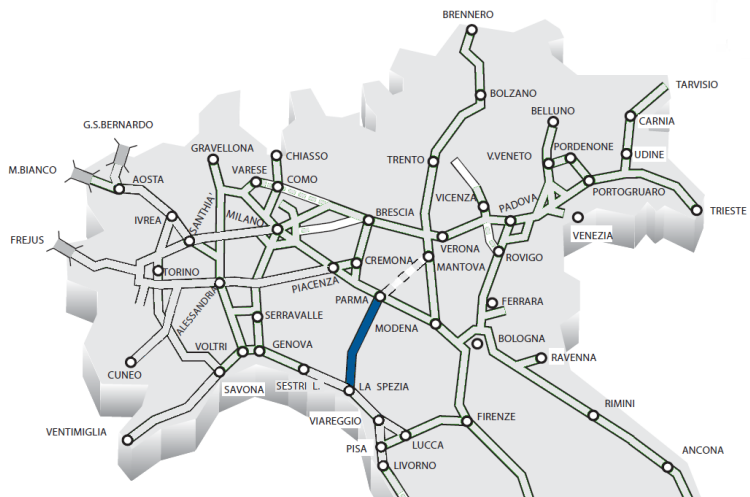 BRENNERO
TARVISIO
BOLZANO
BELLUNO
CARNIA
G.S.BERNARDO
GRAVELLONA
CHIASSO
PORDENONE
V.VENETO
UDINE
M.BIANCO
AOSTA
VARESE
COMO
TRENTO
PORTOGRUARO
VICENZA
PADOVA
IVREA
SANTHIA'
MILANO
BRESCIA
TRIESTE
VENEZIA
FREJUS
VERONA
TORINO
CREMONA
MANTOVA
ROVIGO
PIACENZA
PARMA
ALESSANDRIA
FERRARA
SERRAVALLE
MODENA
BOLOGNA
VOLTRI
GENOVA
RAVENNA
CUNEO
SAVONA
SESTRI L.
LA SPEZIA
RIMINI
VENTIMIGLIA
VIAREGGIO
FIRENZE
PISA
LUCCA
ANCONA
LIVORNO